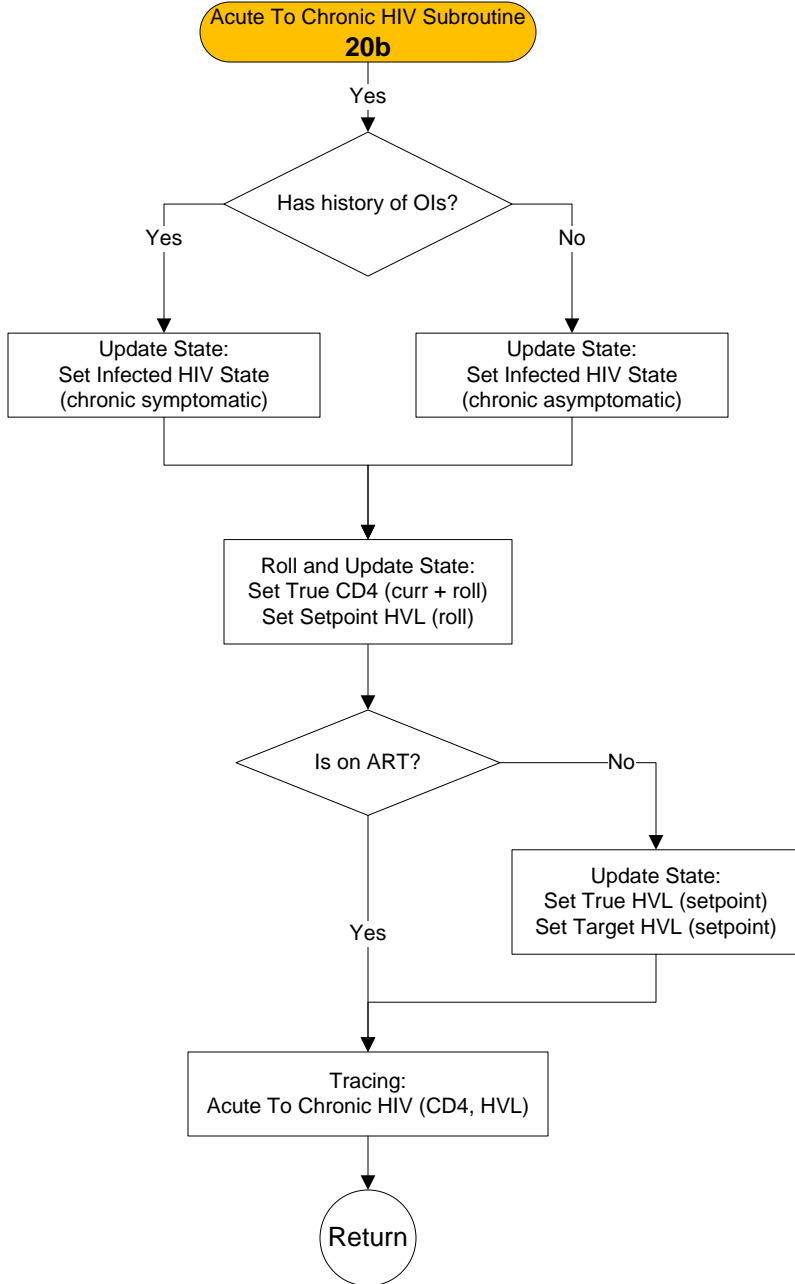 Acute To Chronic HIV Subroutine
20b
Yes
Has history of OIs?
Yes
No
Update State:
Set Infected HIV State
(chronic symptomatic)
Update State:
Set Infected HIV State
(chronic asymptomatic)
Roll and Update State:
Set True CD4 (curr + roll)
Set Setpoint HVL (roll)
Is on ART?
No
Update State:
Set True HVL (setpoint)
Set Target HVL (setpoint)
Yes
Tracing:
Acute To Chronic HIV (CD4, HVL)
Return